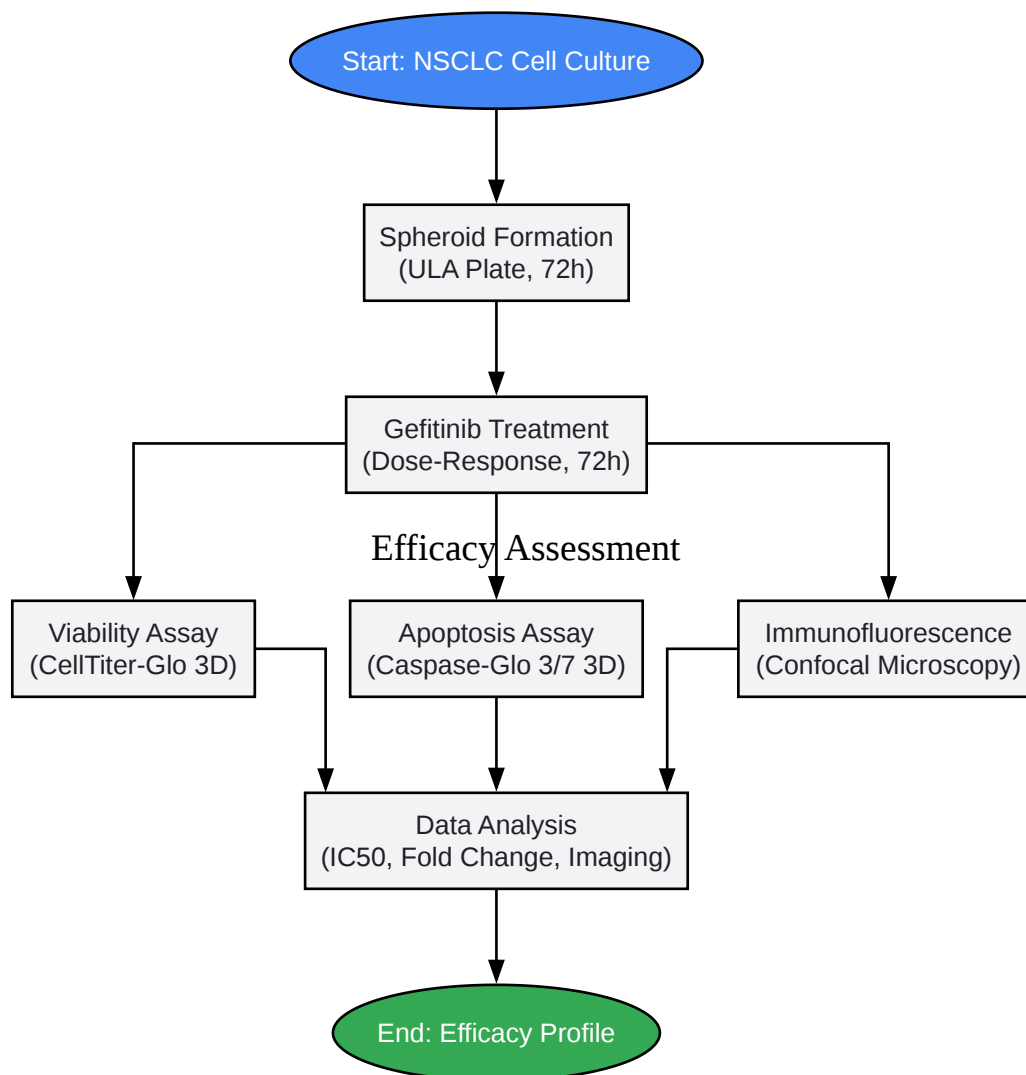 Start: NSCLC Cell Culture
Spheroid Formation
(ULA Plate, 72h)
Gefitinib Treatment
(Dose-Response, 72h)
Efficacy Assessment
Viability Assay
(CellTiter-Glo 3D)
Apoptosis Assay
(Caspase-Glo 3/7 3D)
Immunofluorescence
(Confocal Microscopy)
Data Analysis
(IC50, Fold Change, Imaging)
End: Efficacy Profile